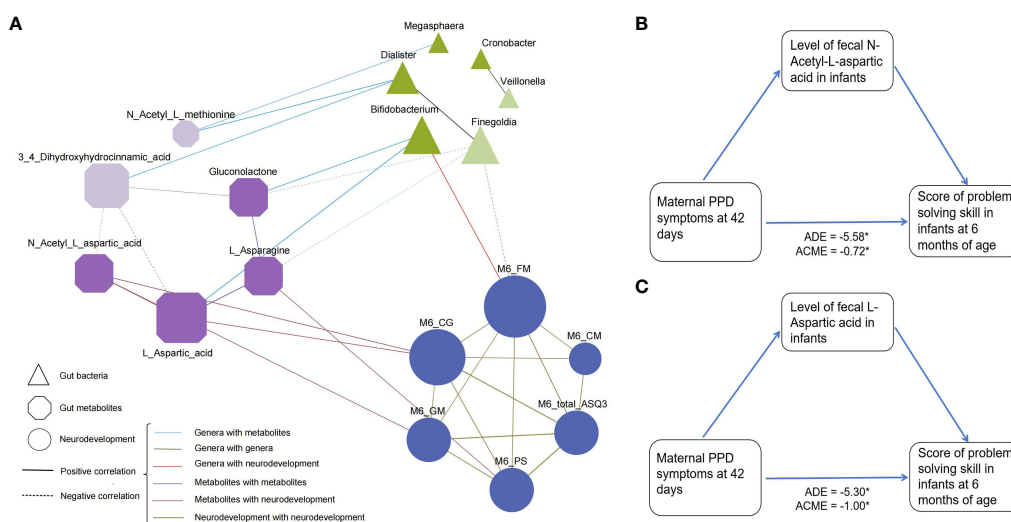 A
Megasphaera
Cronobacter
Dialister
Veillonella
Bifidobacterium
Finegoldia
N_Acetyl_L_methionine
3_4_Dihydroxyhydrocinnamic_acid
Gluconolactone
N_Acetyl_L_aspartic_acid
L_Asparagine
L_Aspartic_acid
M6_FM
M6_CG
M6_CM
M6_GM
M6_total_ASQ3
M6_PS
Gut bacteria
Gut metabolites
Neurodevelopment
Positive correlation
Negative correlation
Genera with metabolites
Genera with genera
Genera with neurodevelopment
Metabolites with metabolites
Metabolites with neurodevelopment
Neurodevelopment with neurodevelopment
B
Level of fecal N-
Acetyl-L-aspartic
acid in infants
Maternal PPD
symptoms at 42
days
ADE = -5.58*
ACME = -0.72*
Score of problem
solving skill in
infants at 6
months of age
C
Level of fecal L-
Aspartic acid in
infants
Maternal PPD
symptoms at 42
days
ADE = -5.30*
ACME = -1.00*
Score of problem
solving skill in
infants at 6
months of age